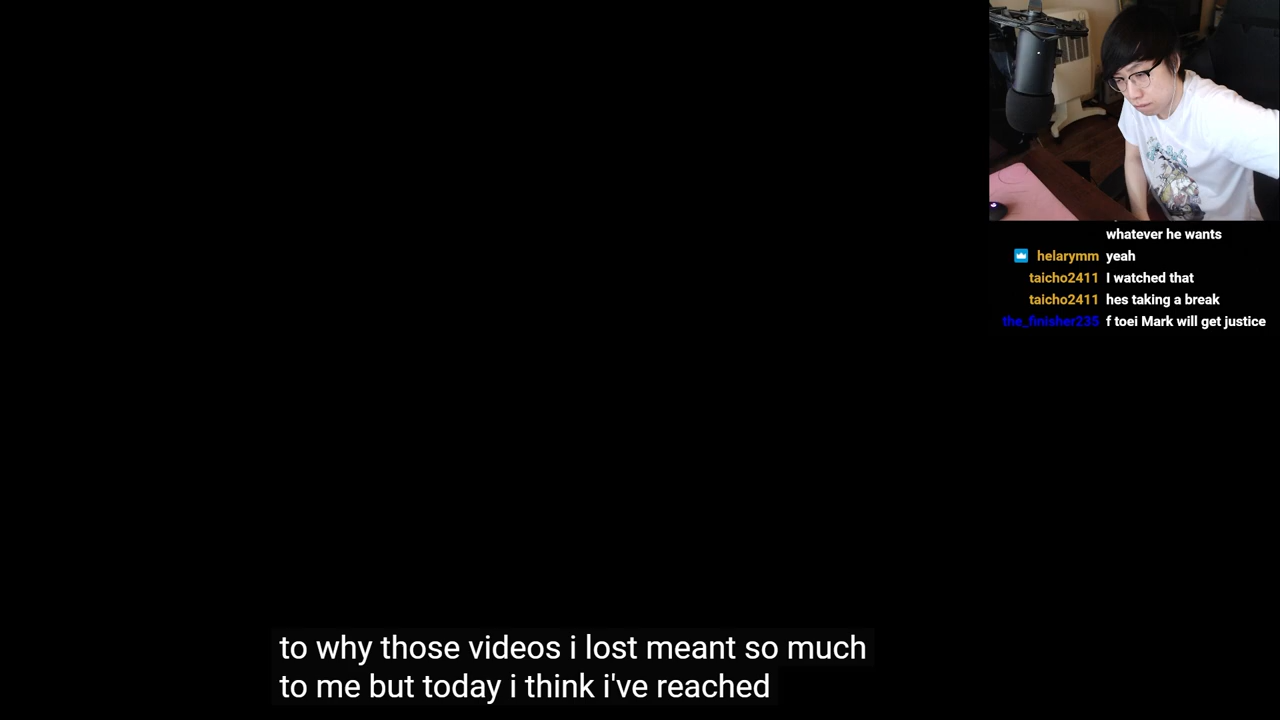 whatever he wants
helarymm yeah
taicho2411 I watched that
taicho2411 hes taking a break
the_finisher235 f toei Mark will get justice
to why those videos i lost meant so much
to me but today i think i've reached